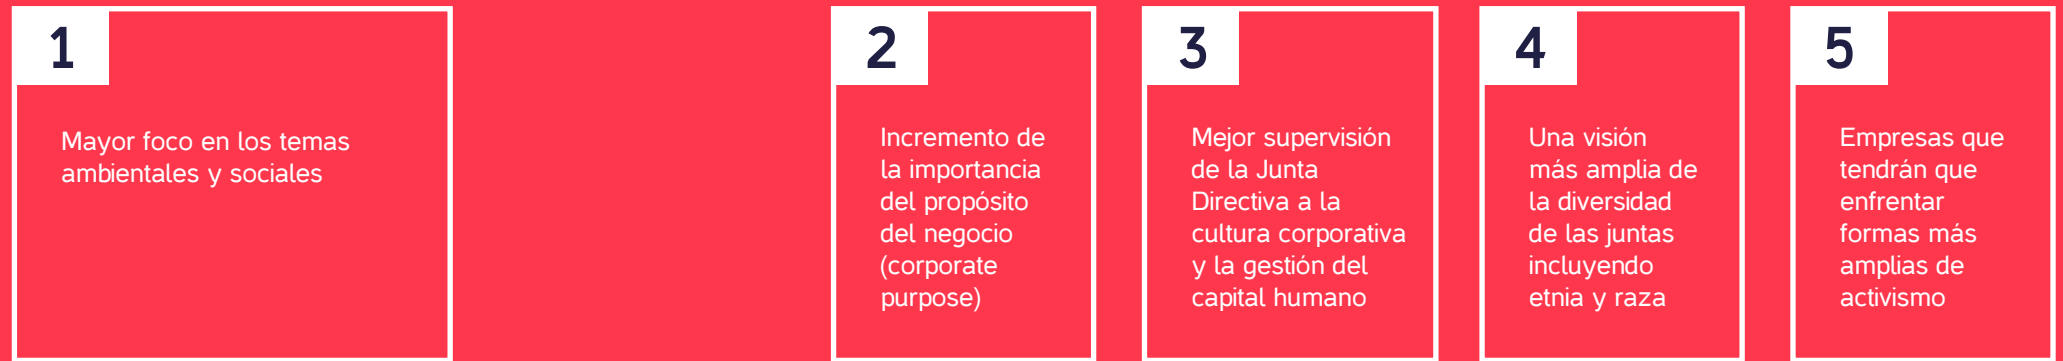 1
Mayor foco en los temas
ambientales y sociales
2
Incremento de
la importancia
del propósito
del negocio
(corporate
purpose)
3
Mejor supervisión
de la Junta
Directiva a la
cultura corporativa
y la gestión del
capital humano
4
Una visión
más amplia de
la diversidad
de las juntas
incluyendo
etnia y raza
5
Empresas que
tendrán que
enfrentar
formas más
amplias de
activismo